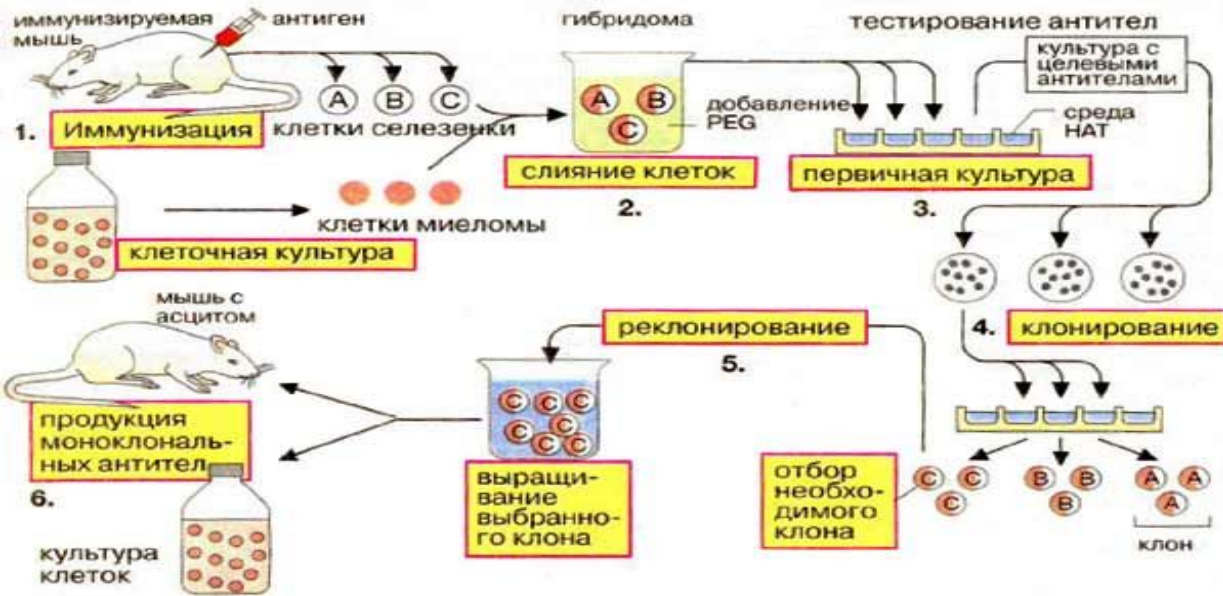 иммунизируемая
мышь
антиген
A B C
1. Иммунизация
клетки селезенки
клетки миеломы
клеточная культура
гибридома
A B
C
добавление
PEG
слияние клеток
2.
тестирование антител
культура с
целевыми
антителами
среда
HAT
первичная культура
3.
4. клонирование
C C
C
B B
B
A A
A
клон
отбор
необхо-
димого
клона
реклонирование
5.
C C C
C C C
C C
выращи-
вание
выбранно-
го клона
мышь с
асцитом
продукция
моноклональ-
ных антител
6.
культура
клеток